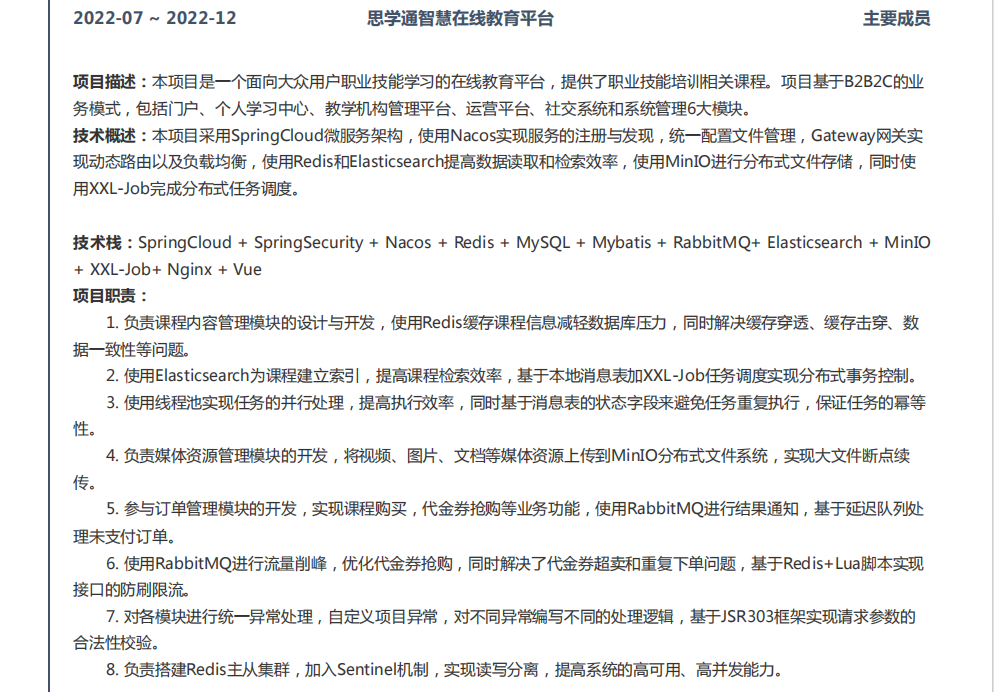 2022-07 ~ 2022-12 思学通智慧在线教育平台 主要成员
项目描述：本项目是一个面向大众用户职业技能学习的在线教育平台，提供了职业技能培训相关课程。项目基于B2B2C的业
务模式，包括门户、个人学习中心、教学机构管理平台、运营平台、社交系统和系统管理6大模块。
技术概述：本项目采用SpringCloud微服务架构，使用Nacos实现服务的注册与发现，统一配置文件管理，Gateway网关实
现动态路由以及负载均衡，使用Redis和Elasticsearch提高数据读取和检索效率，使用MinIO进行分布式文件存储，同时使
用XXL-Job完成分布式任务调度。
技术栈：SpringCloud + SpringSecurity + Nacos + Redis + MySQL + Mybatis + RabbitMQ+ Elasticsearch + MinIO
+ XXL-Job+ Nginx + Vue
项目职责：
1. 负责课程内容管理模块的设计与开发，使用Redis缓存课程信息减轻数据库压力，同时解决缓存穿透、缓存击穿、数
据一致性等问题。
2. 使用Elasticsearch为课程建立索引，提高课程检索效率，基于本地消息表加XXL-Job任务调度实现分布式事务控制。
3. 使用线程池实现任务的并行处理，提高执行效率，同时基于消息表的状态字段来避免任务重复执行，保证任务的幂等
性。
4. 负责媒体资源管理模块的开发，将视频、图片、文档等媒体资源上传到MinIO分布式文件系统，实现大文件断点续
传。
5. 参与订单管理模块的开发，实现课程购买，代金券抢购等业务功能，使用RabbitMQ进行结果通知，基于延迟队列处
理未支付订单。
6. 使用RabbitMQ进行流量削峰，优化代金券抢购，同时解决了代金券超卖和重复下单问题，基于Redis+Lua脚本实现
接口的防刷限流。
7. 对各模块进行统一异常处理，自定义项目异常，对不同异常编写不同的处理逻辑，基于JSR303框架实现请求参数的
合法性校验。
8. 负责搭建Redis主从集群，加入Sentinel机制，实现读写分离，提高系统的高可用、高并发能力。